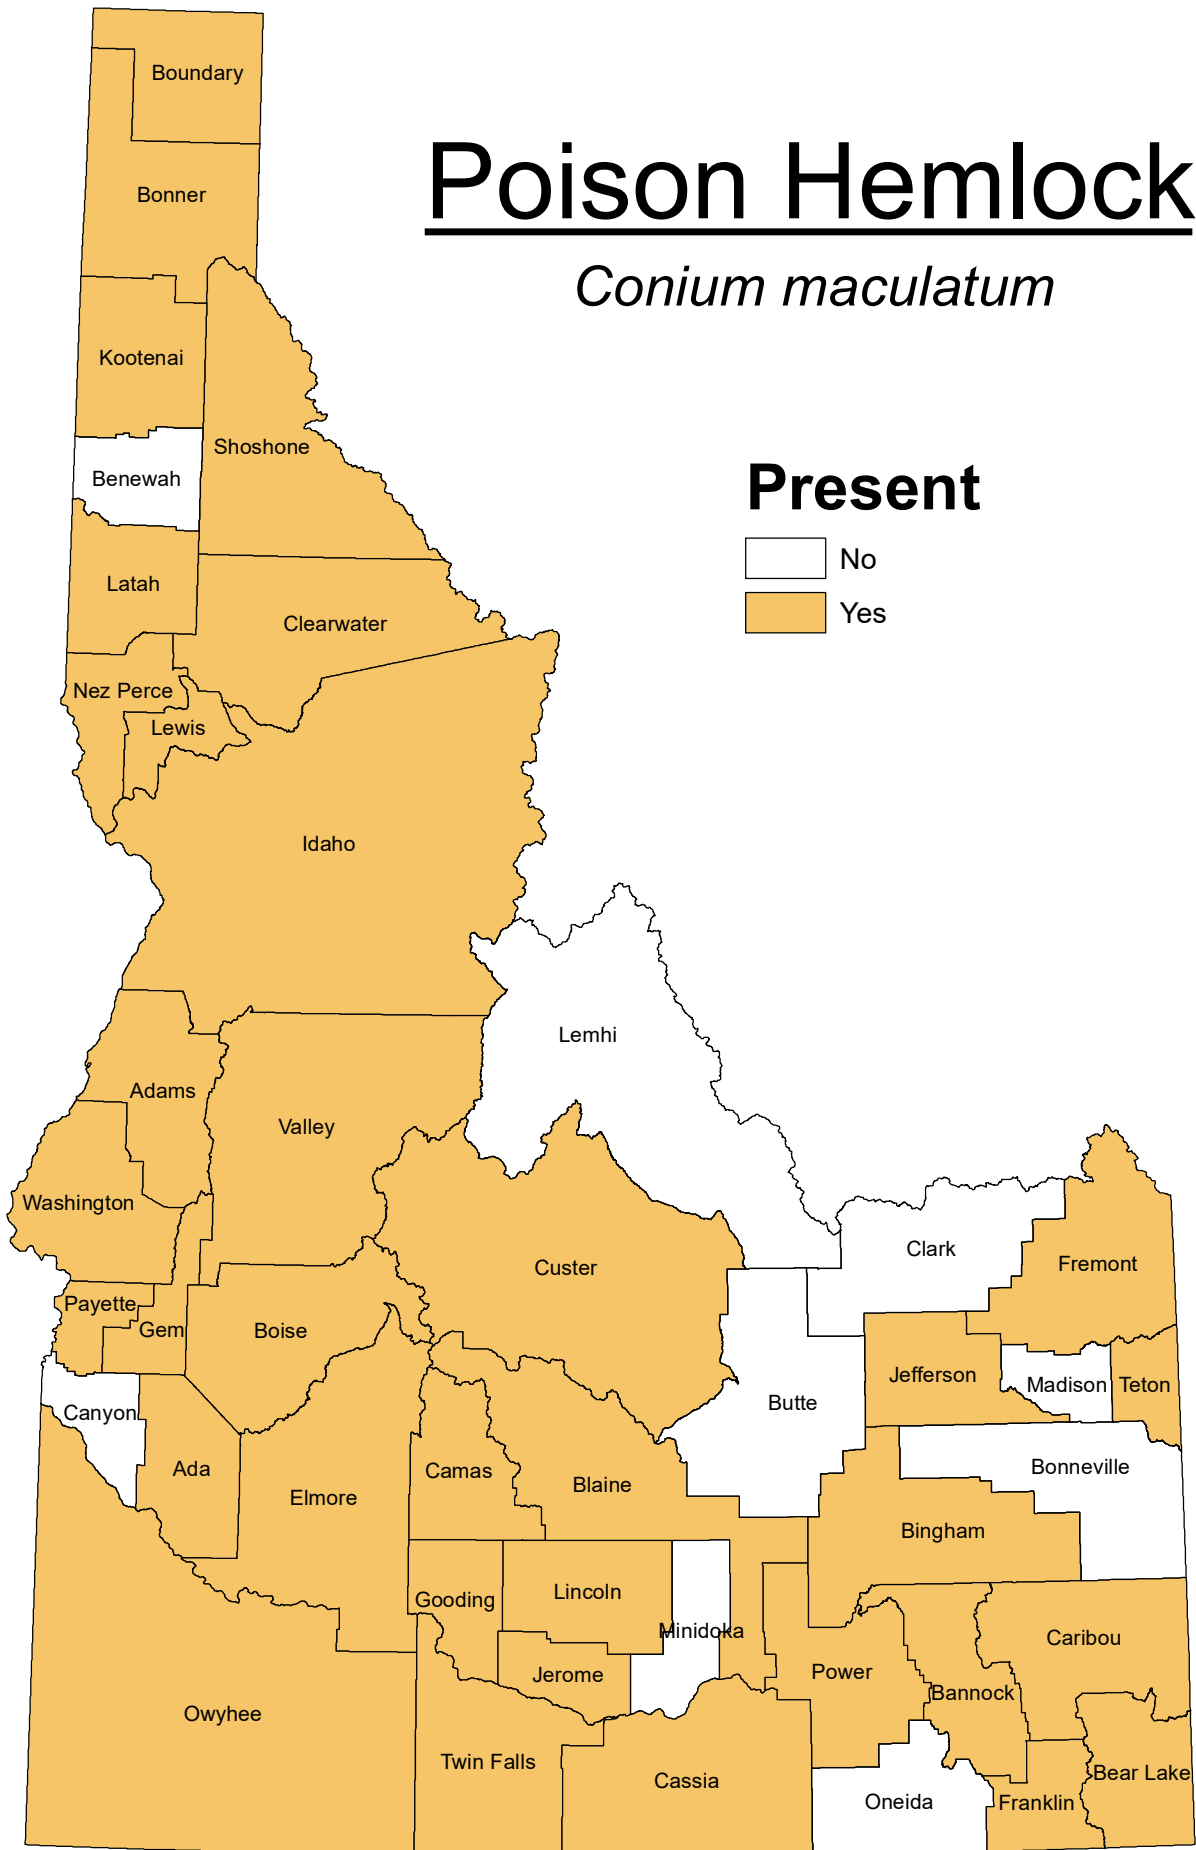 Boundary
Poison Hemlock
Bonner
Conium maculatum
Kootenai
Shoshone
Benewah
Present
No
Latah
Yes
Clearwater
Nez Perce
Lewis
Idaho
Lemhi
Adams
Valley
Washington
Clark
Custer
Fremont
Payette
Gem
Boise
Jefferson
Madison
Teton
Butte
Canyon
Ada
Camas
Bonneville
Blaine
Elmore
Bingham
Gooding
Lincoln
Minidoka
Caribou
Jerome
Power
Bannock
Owyhee
Twin Falls
Cassia
Bear Lake
Oneida
Franklin